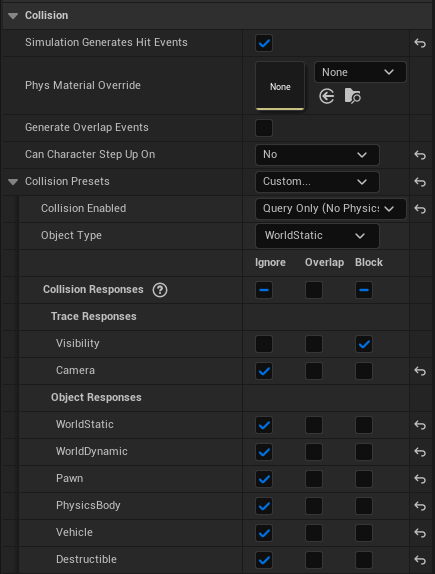 Collision
Simulation Generates Hit Events
Phys Material Override
None
None
Generate Overlap Events
Can Character Step Up On
No
Collision Presets
Custom...
Collision Enabled
Query Only (No Physics
Object Type
WorldStatic
Ignore Overlap Block
Collision Responses ?
Trace Responses
Visibility
Camera
Object Responses
WorldStatic
WorldDynamic
Pawn
PhysicsBody
Vehicle
Destructible